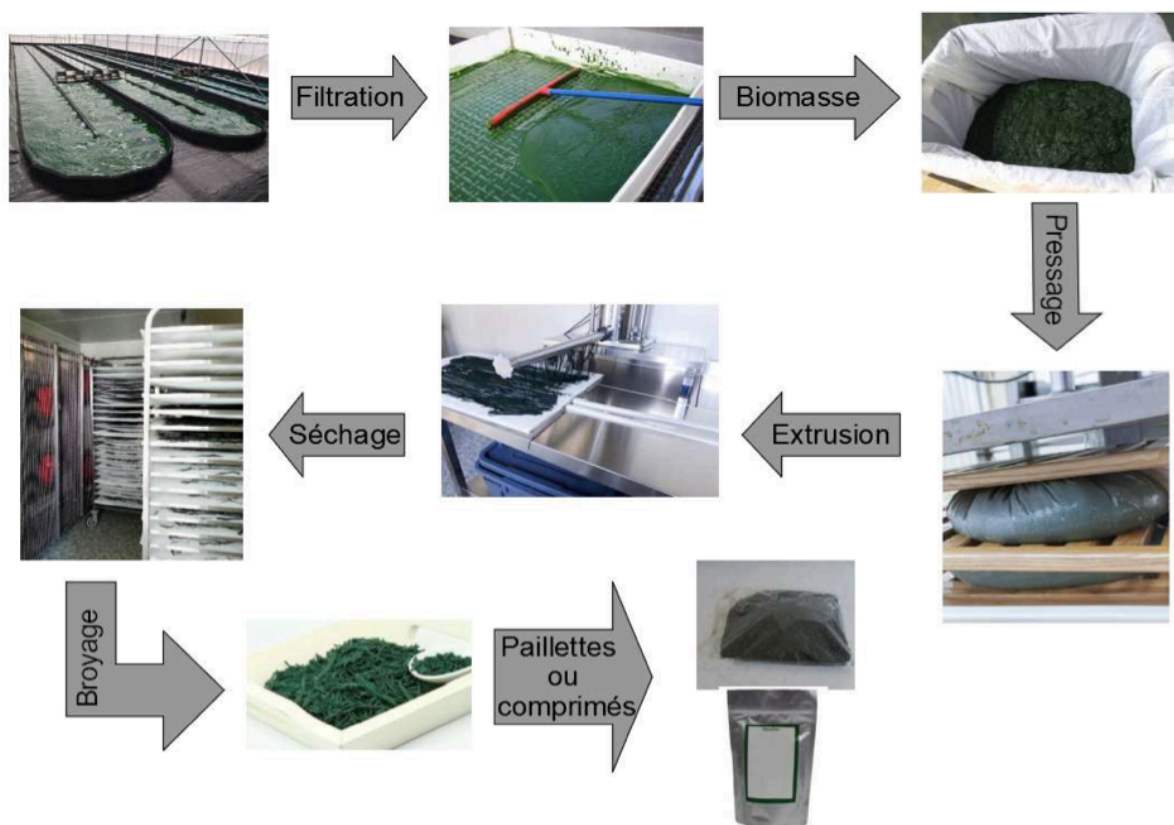 Filtration
Biomasse
Pressage
Extrusion
Séchage
Broyage
Paillettes
ou
comprimés